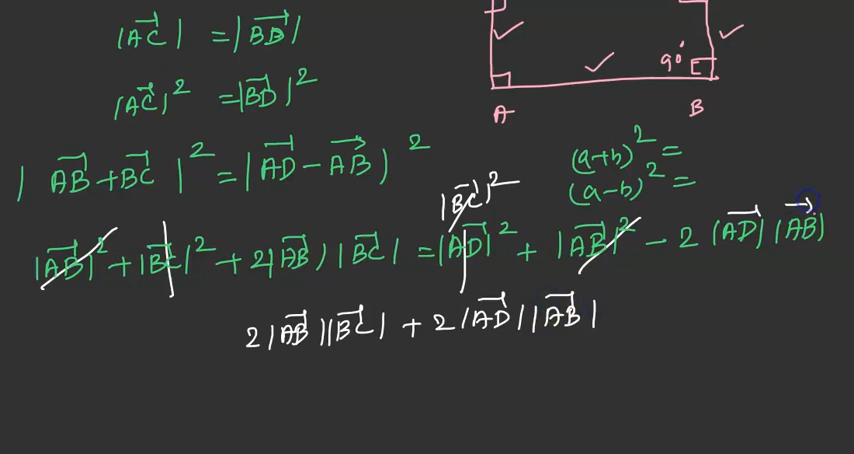 |AC| = |BD|
|AC|² = |BD|²
| AB + BC |² = | AD - AB )²
(a+b)² =
(a-b)² =
|BC|²
|AB|² + |BC|² + 2|AB| |BC| = |AD|² + |AB|² - 2 |AD| |AB|
2|AB||BC| + 2|AD||AB|
A
B
90°